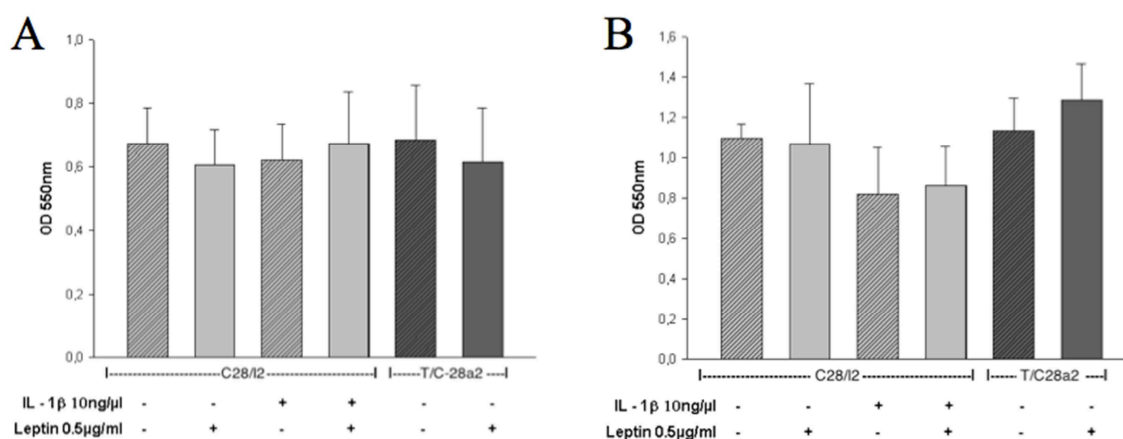 A
1,0
0,8
0,6
0,4
0,2
0,0
OD 550nm
C28/I2
T/C-28a2
IL - 1β 10ng/µl - - + + - -
Leptin 0.5µg/ml - + - + - +
B
1,6
1,4
1,2
1,0
0,8
0,6
0,4
0,2
0,0
OD 550nm
C28/I2
T/C28a2
IL - 1β 10ng/µl - - + + - -
Leptin 0.5µg/ml - + - + - +